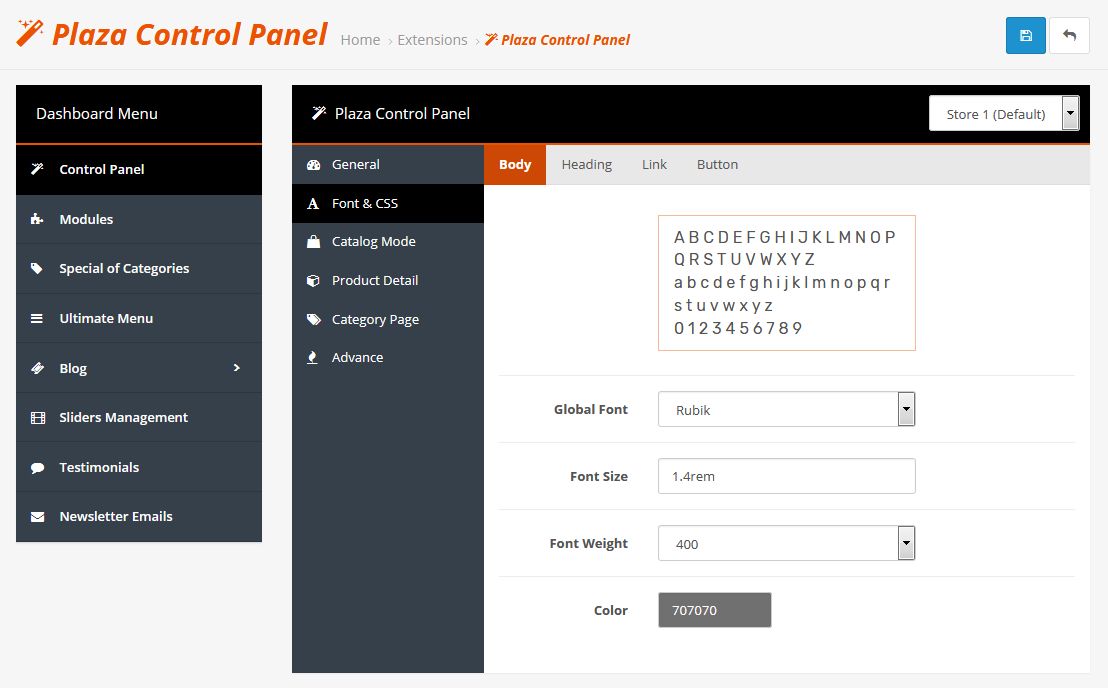 Plaza Control Panel
Home › Extensions › Plaza Control Panel
Dashboard Menu
Control Panel
Modules
Special of Categories
Ultimate Menu
Blog
Sliders Management
Testimonials
Newsletter Emails
Plaza Control Panel
Store 1 (Default)
General
Font & CSS
Catalog Mode
Product Detail
Category Page
Advance
Body Heading Link Button
A B C D E F G H I J K L M N O P
Q R S T U V W X Y Z
a b c d e f g h i j k l m n o p q r
s t u v w x y z
0 1 2 3 4 5 6 7 8 9
Global Font Rubik
Font Size 1.4rem
Font Weight 400
Color 707070